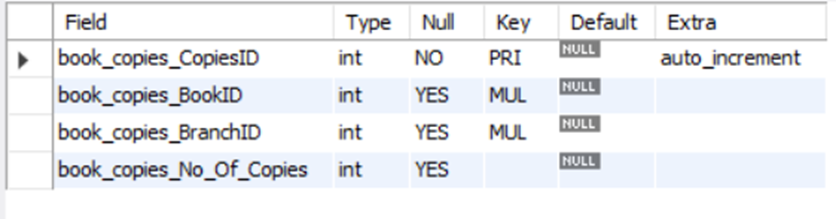 Field Type Null Key Default Extra
book_copies_CopiesID int NO PRI NULL auto_increment
book_copies_BookID int YES MUL NULL
book_copies_BranchID int YES MUL NULL
book_copies_No_Of_Copies int YES NULL